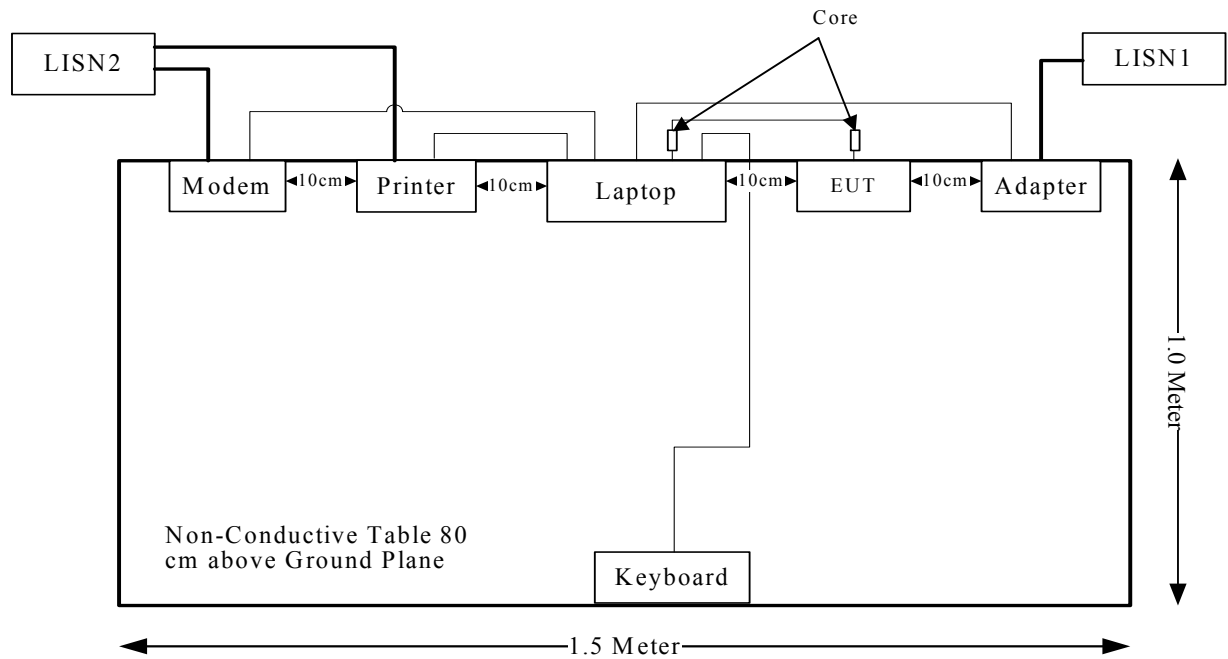 Core
LISN2
LISN1
Modem
10cm
Printer
10cm
Laptop
10cm
EUT
10cm
Adapter
1.0 Meter
Non-Conductive Table 80
cm above Ground Plane
Keyboard
1.5 Meter